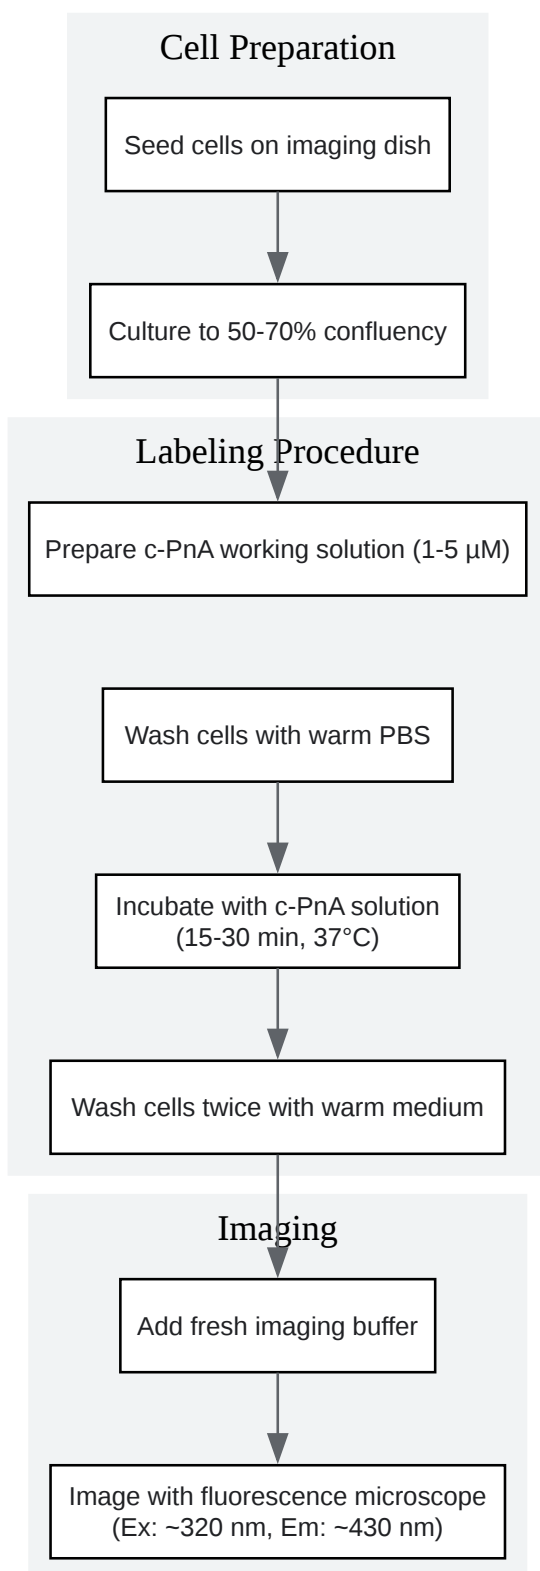 Cell Preparation
Seed cells on imaging dish
Culture to 50-70% confluency
Labeling Procedure
Prepare c-PnA working solution (1-5 µM)
Wash cells with warm PBS
Incubate with c-PnA solution
(15-30 min, 37°C)
Wash cells twice with warm medium
Imaging
Add fresh imaging buffer
Image with fluorescence microscope
(Ex: ~320 nm, Em: ~430 nm)